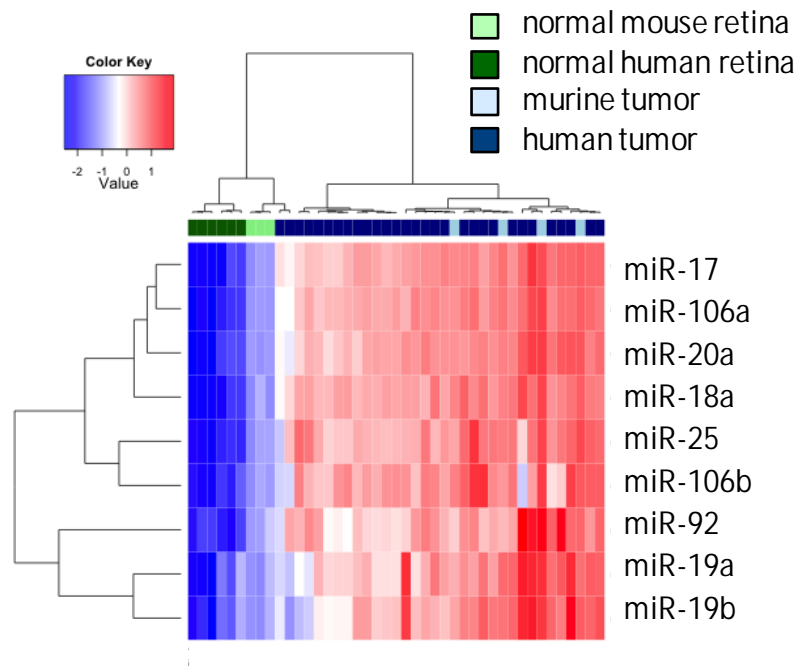 normal mouse retina
normal human retina
murine tumor
human tumor
Color Key
-2 -1 0 1
Value
miR-17
miR-106a
miR-20a
miR-18a
miR-25
miR-106b
miR-92
miR-19a
miR-19b